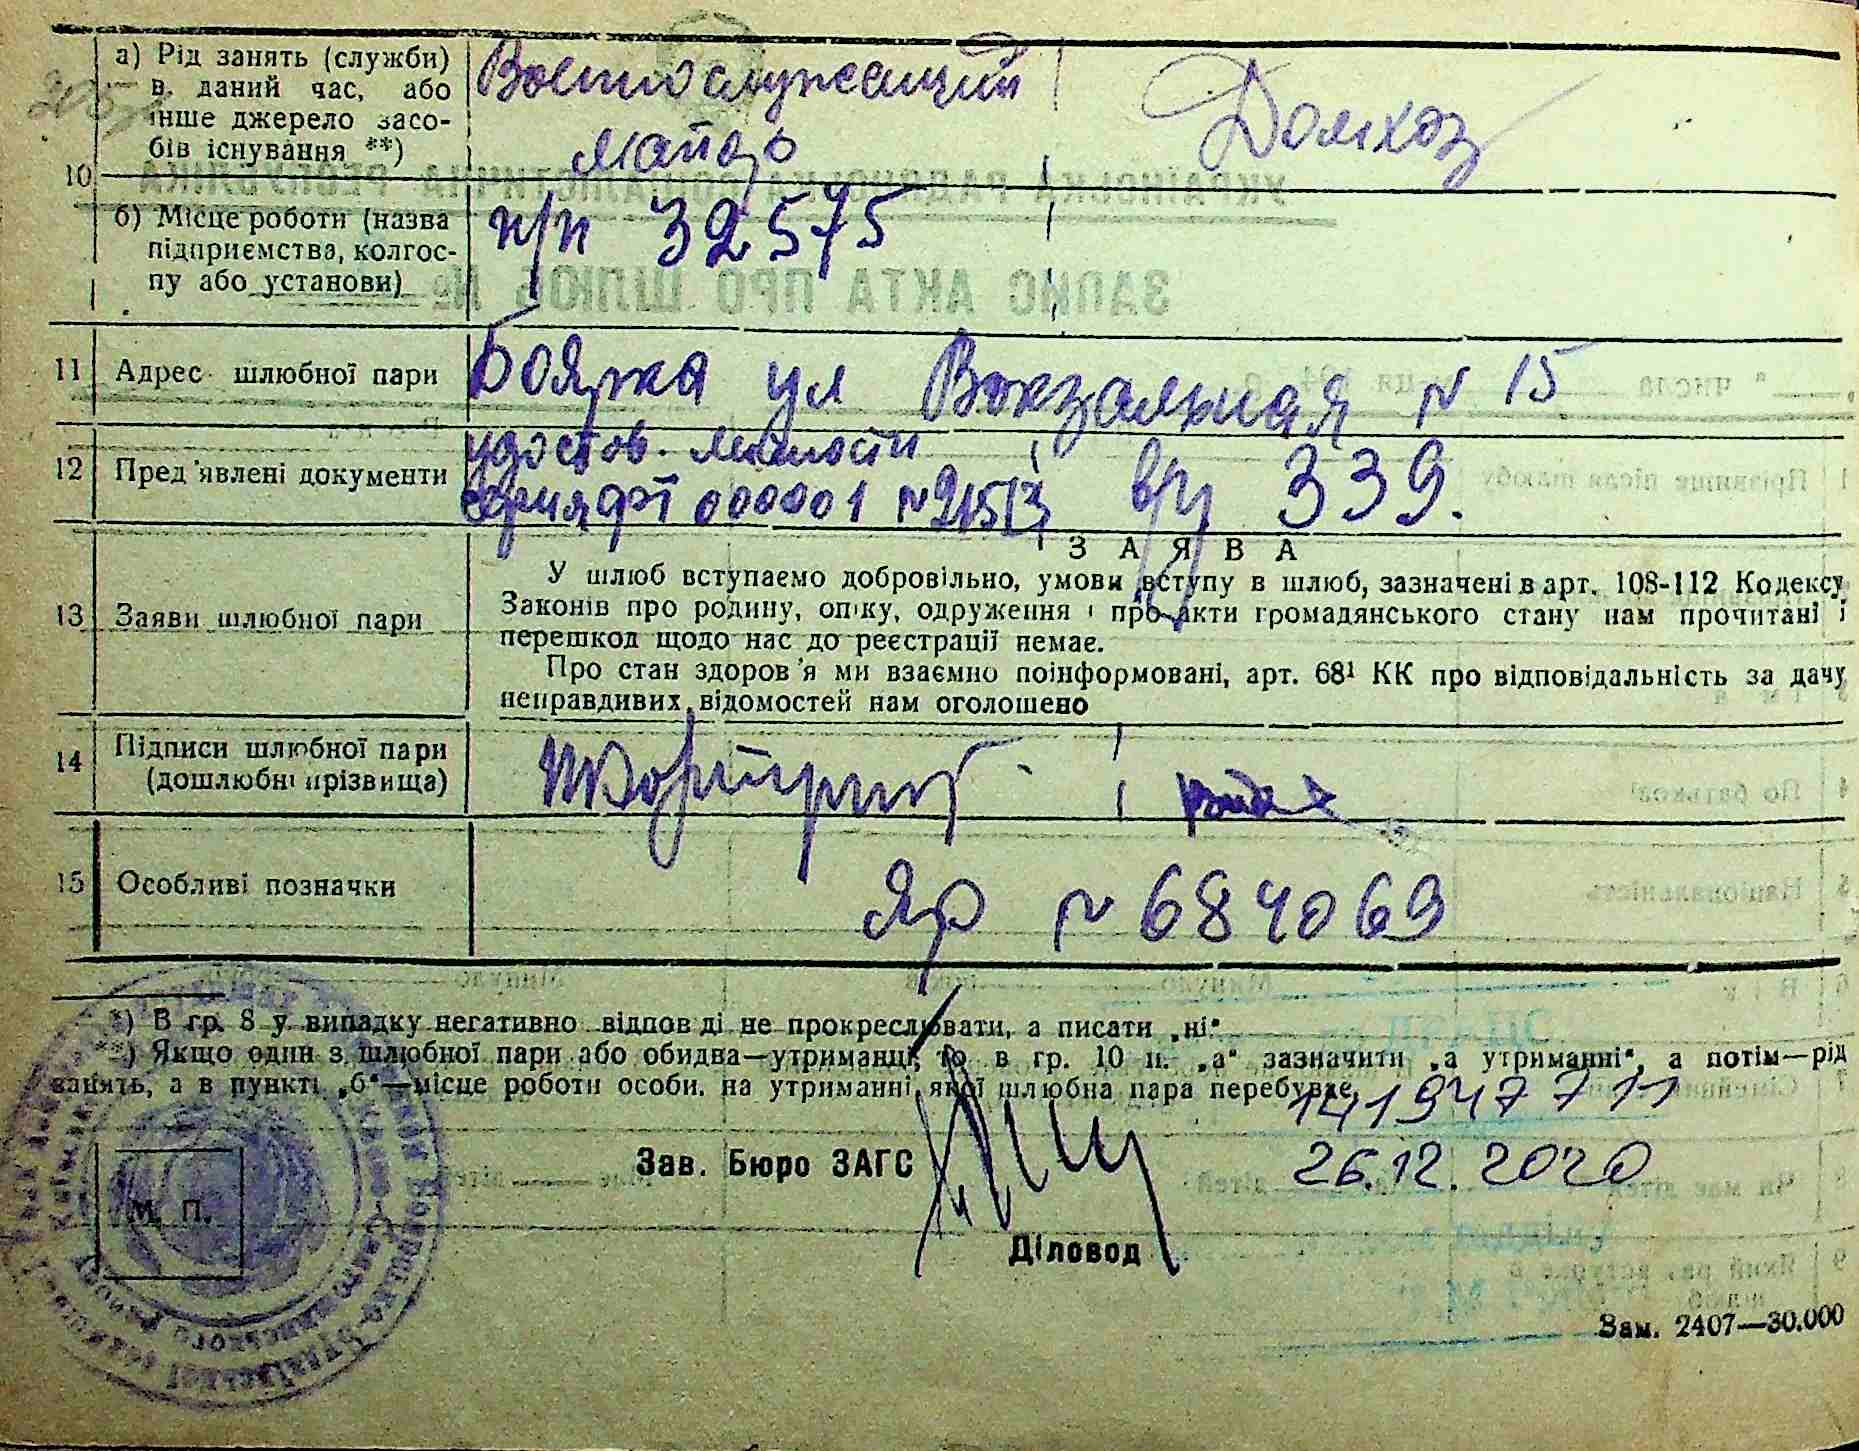 10
а) Рід занять (служби) в даний час, або інше джерело засобів існування **)
Военнослужащий
майор
Домхоз
б) Місце роботи (назва підприємства, колгоспу або установи)
п/п 32575
11 Адрес шлюбної пари
Боярка ул Вокзальная № 15
12 Пред'явлені документи
удостов. личности
серия ФТ 000001 №
в/у 339.
13 Заяви шлюбної пари
ЗАЯВА
У шлюб вступаємо добровільно, умови вступу в шлюб, зазначені в арт. 108-112 Кодексу
Законів про родину, опіку, одруження і про акти громадянського стану нам прочитані і
перешкод щодо нас до реєстрації немає.
Про стан здоров'я ми взаємно поінформовані, арт. 68¹ КК про відповідальність за дачу
неправдивих відомостей нам оголошено
14 Підписи шлюбної пари
(дошлюбні прізвища)
15 Особливі позначки
ЯР № 684069
*) В гр. 8 у випадку негативно відповіді не прокреслювати, а писати „ні“
**) Якщо один з шлюбної пари або обидва—утриманці, то в гр. 10 п. „а“ зазначити „а утриманні“, а потім—рід
занять, а в пункті „б“—місце роботи особи, на утриманні якої шлюбна пара перебуває.
26.12.2020
Зав. Бюро ЗАГС
М. П.
Діловод
Зам. 2407—30.000